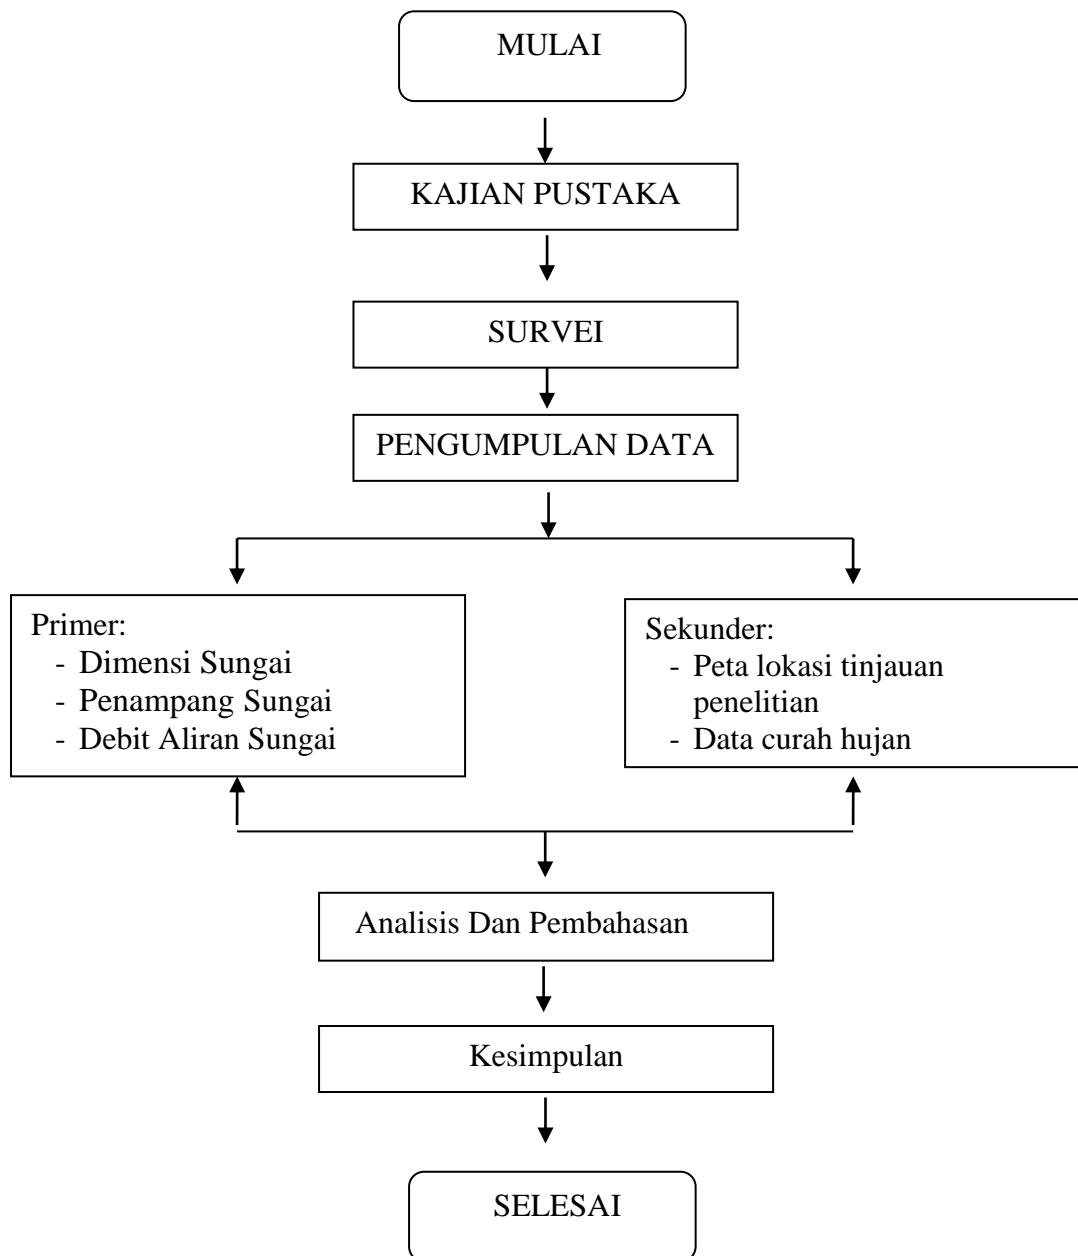 MULAI
KAJIAN PUSTAKA
SURVEI
PENGUMPULAN DATA
Primer:
- Dimensi Sungai
- Penampang Sungai
- Debit Aliran Sungai
Sekunder:
- Peta lokasi tinjauan
penelitian
- Data curah hujan
Analisis Dan Pembahasan
Kesimpulan
SELESAI